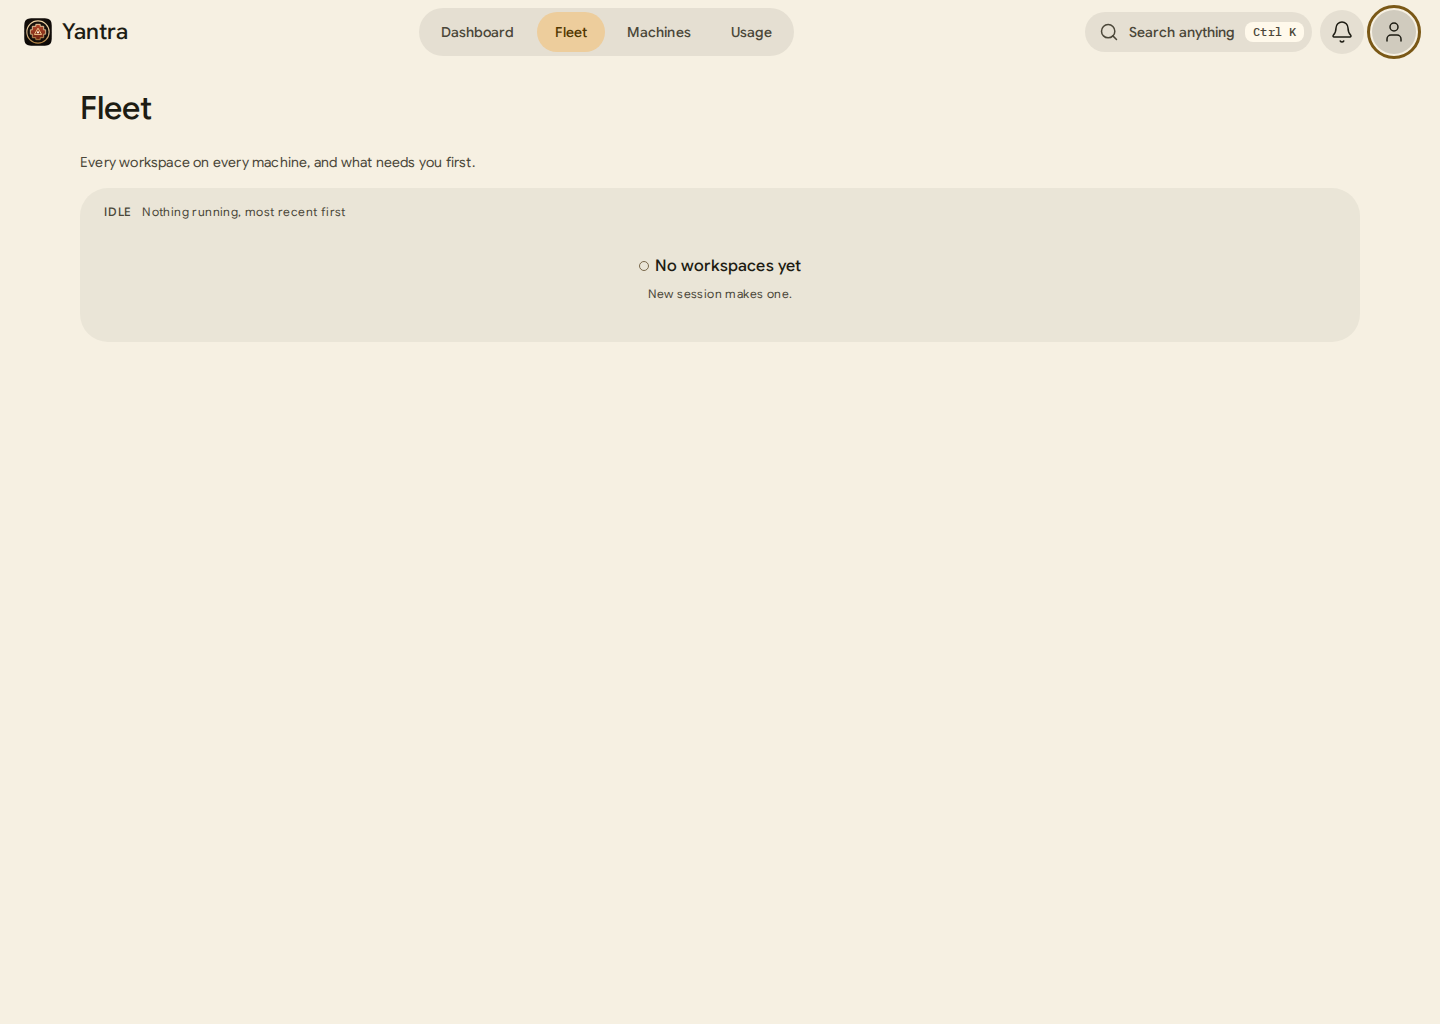 Yantra
Dashboard
Fleet
Machines
Usage
Search anything
Ctrl K
Fleet
Every workspace on every machine, and what needs you first.
IDLE Nothing running, most recent first
No workspaces yet
New session makes one.